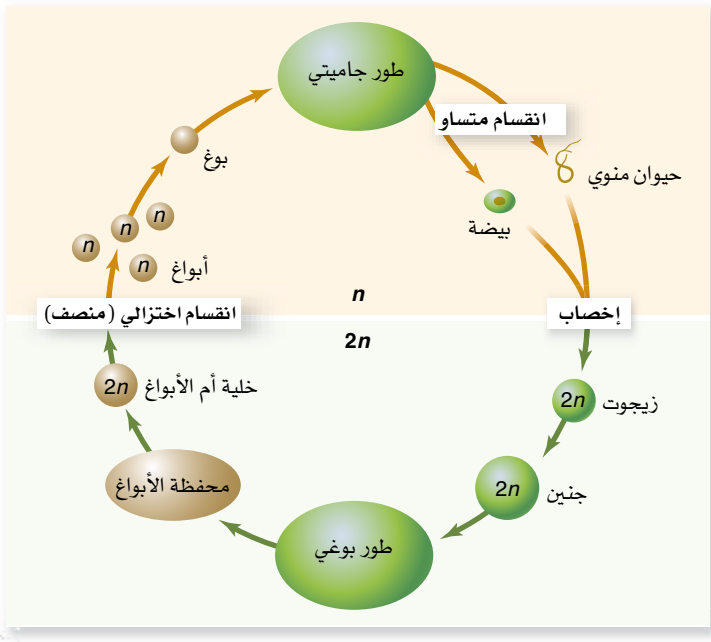 طور جاميتي
انقسام متساو
حيوان منوي
بيضة
بوغ
n
n
n
n
أبواغ
انقسام اختزالي (منصف)
n
إخصاب
2n
خلية أم الأبواغ
2n
2n
زيجوت
محفظة الأبواغ
2n
جنين
طور بوغي